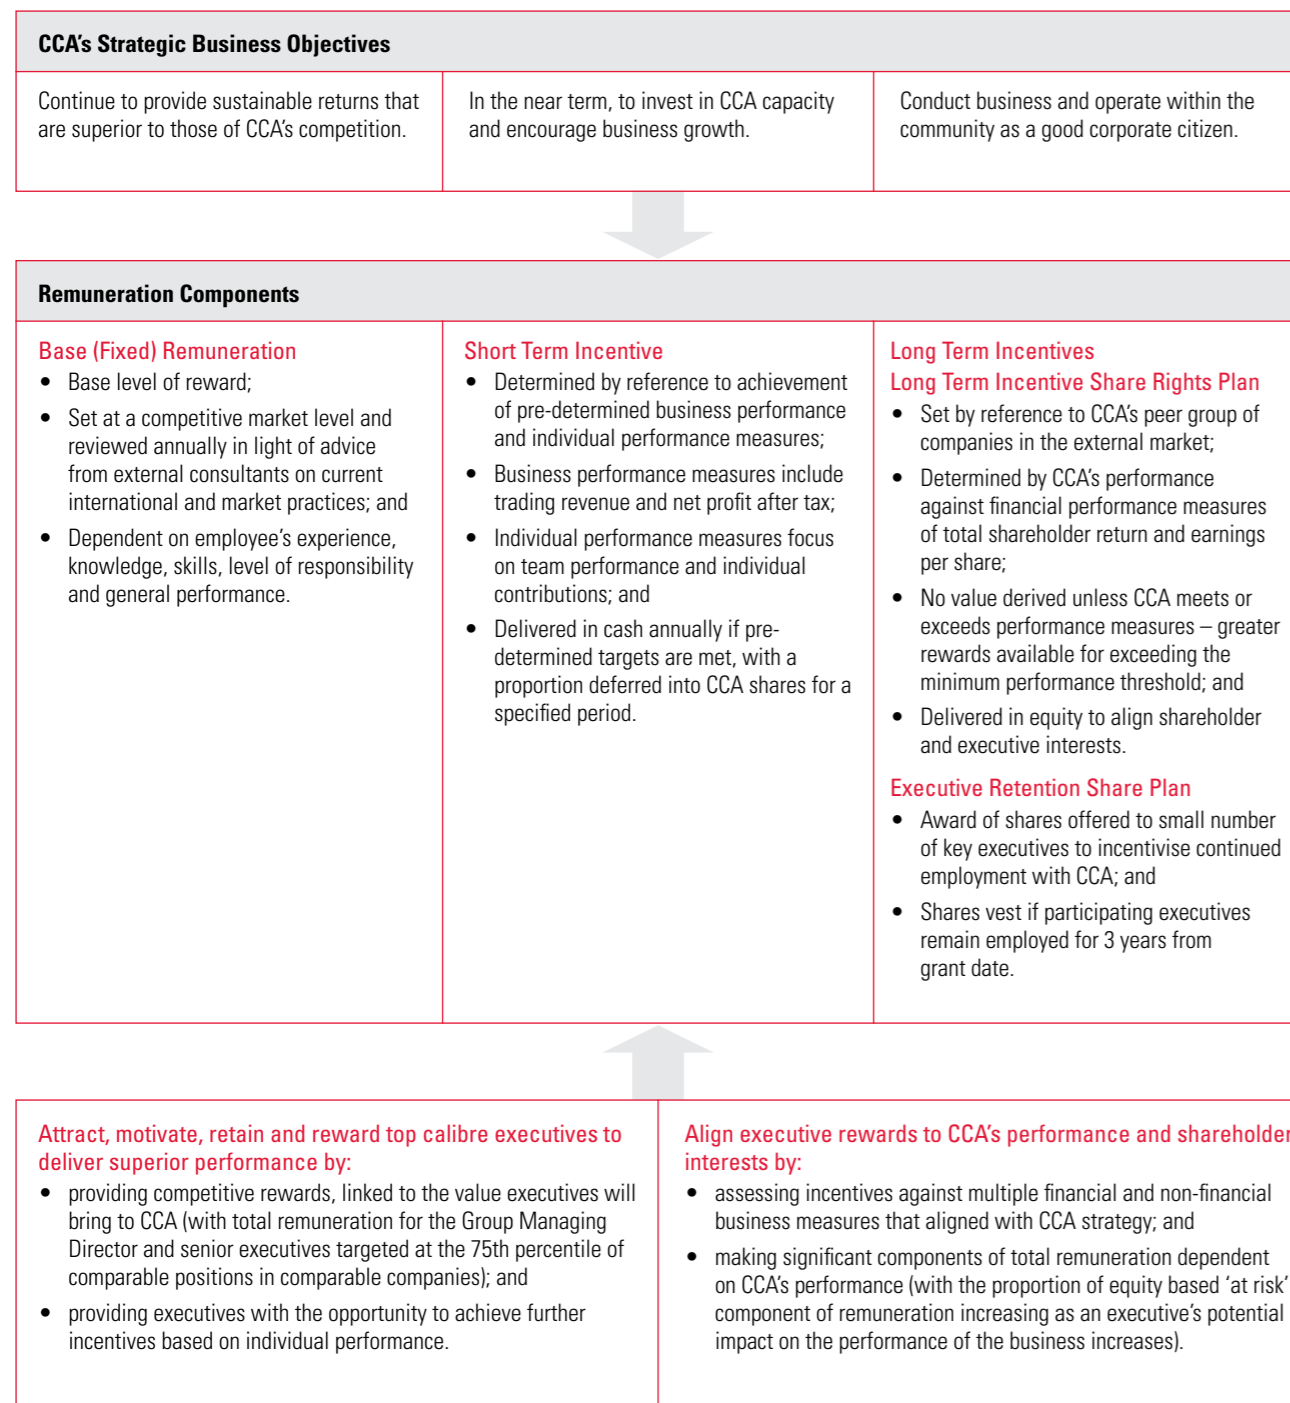 CCA's Strategic Business Objectives
Continue to provide sustainable returns that
are superior to those of CCA's competition.
In the near term, to invest in CCA capacity
and encourage business growth.
Conduct business and operate within the
community as a good corporate citizen.
Remuneration Components
Base (Fixed) Remuneration
• Base level of reward;
• Set at a competitive market level and
reviewed annually in light of advice
from external consultants on current
international and market practices; and
• Dependent on employee's experience,
knowledge, skills, level of responsibility
and general performance.
Short Term Incentive
• Determined by reference to achievement
of pre-determined business performance
and individual performance measures;
• Business performance measures include
trading revenue and net profit after tax;
• Individual performance measures focus
on team performance and individual
contributions; and
• Delivered in cash annually if pre-
determined targets are met, with a
proportion deferred into CCA shares for a
specified period.
Long Term Incentives
Long Term Incentive Share Rights Plan
• Set by reference to CCA's peer group of
companies in the external market;
• Determined by CCA's performance
against financial performance measures
of total shareholder return and earnings
per share;
• No value derived unless CCA meets or
exceeds performance measures – greater
rewards available for exceeding the
minimum performance threshold; and
• Delivered in equity to align shareholder
and executive interests.
Executive Retention Share Plan
• Award of shares offered to small number
of key executives to incentivise continued
employment with CCA; and
• Shares vest if participating executives
remain employed for 3 years from
grant date.
Attract, motivate, retain and reward top calibre executives to
deliver superior performance by:
• providing competitive rewards, linked to the value executives will
bring to CCA (with total remuneration for the Group Managing
Director and senior executives targeted at the 75th percentile of
comparable positions in comparable companies); and
• providing executives with the opportunity to achieve further
incentives based on individual performance.
Align executive rewards to CCA's performance and shareholder
interests by:
• assessing incentives against multiple financial and non-financial
business measures that aligned with CCA strategy; and
• making significant components of total remuneration dependent
on CCA's performance (with the proportion of equity based 'at risk'
component of remuneration increasing as an executive's potential
impact on the performance of the business increases).